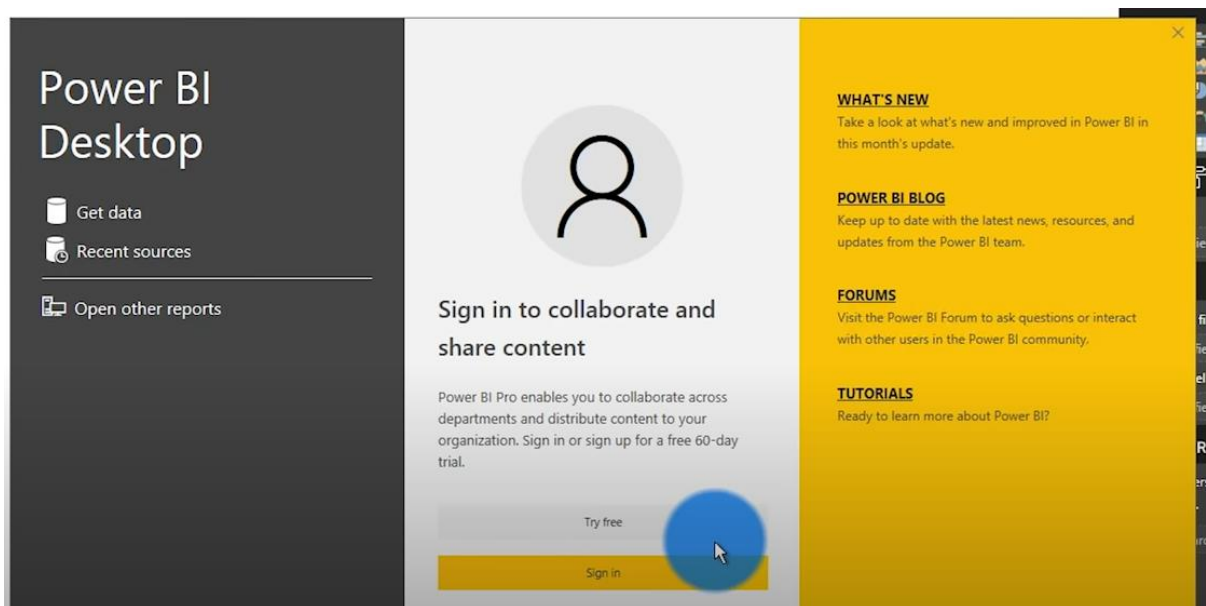 Power BI
Desktop
Get data
Recent sources
Open other reports
Sign in to collaborate and
share content
Power BI Pro enables you to collaborate across
departments and distribute content to your
organization. Sign in or sign up for a free 60-day
trial.
Try free
Sign in
WHAT'S NEW
Take a look at what's new and improved in Power BI in
this month's update.
POWER BI BLOG
Keep up to date with the latest news, resources, and
updates from the Power BI team.
FORUMS
Visit the Power BI Forum to ask questions or interact
with other users in the Power BI community.
TUTORIALS
Ready to learn more about Power BI?